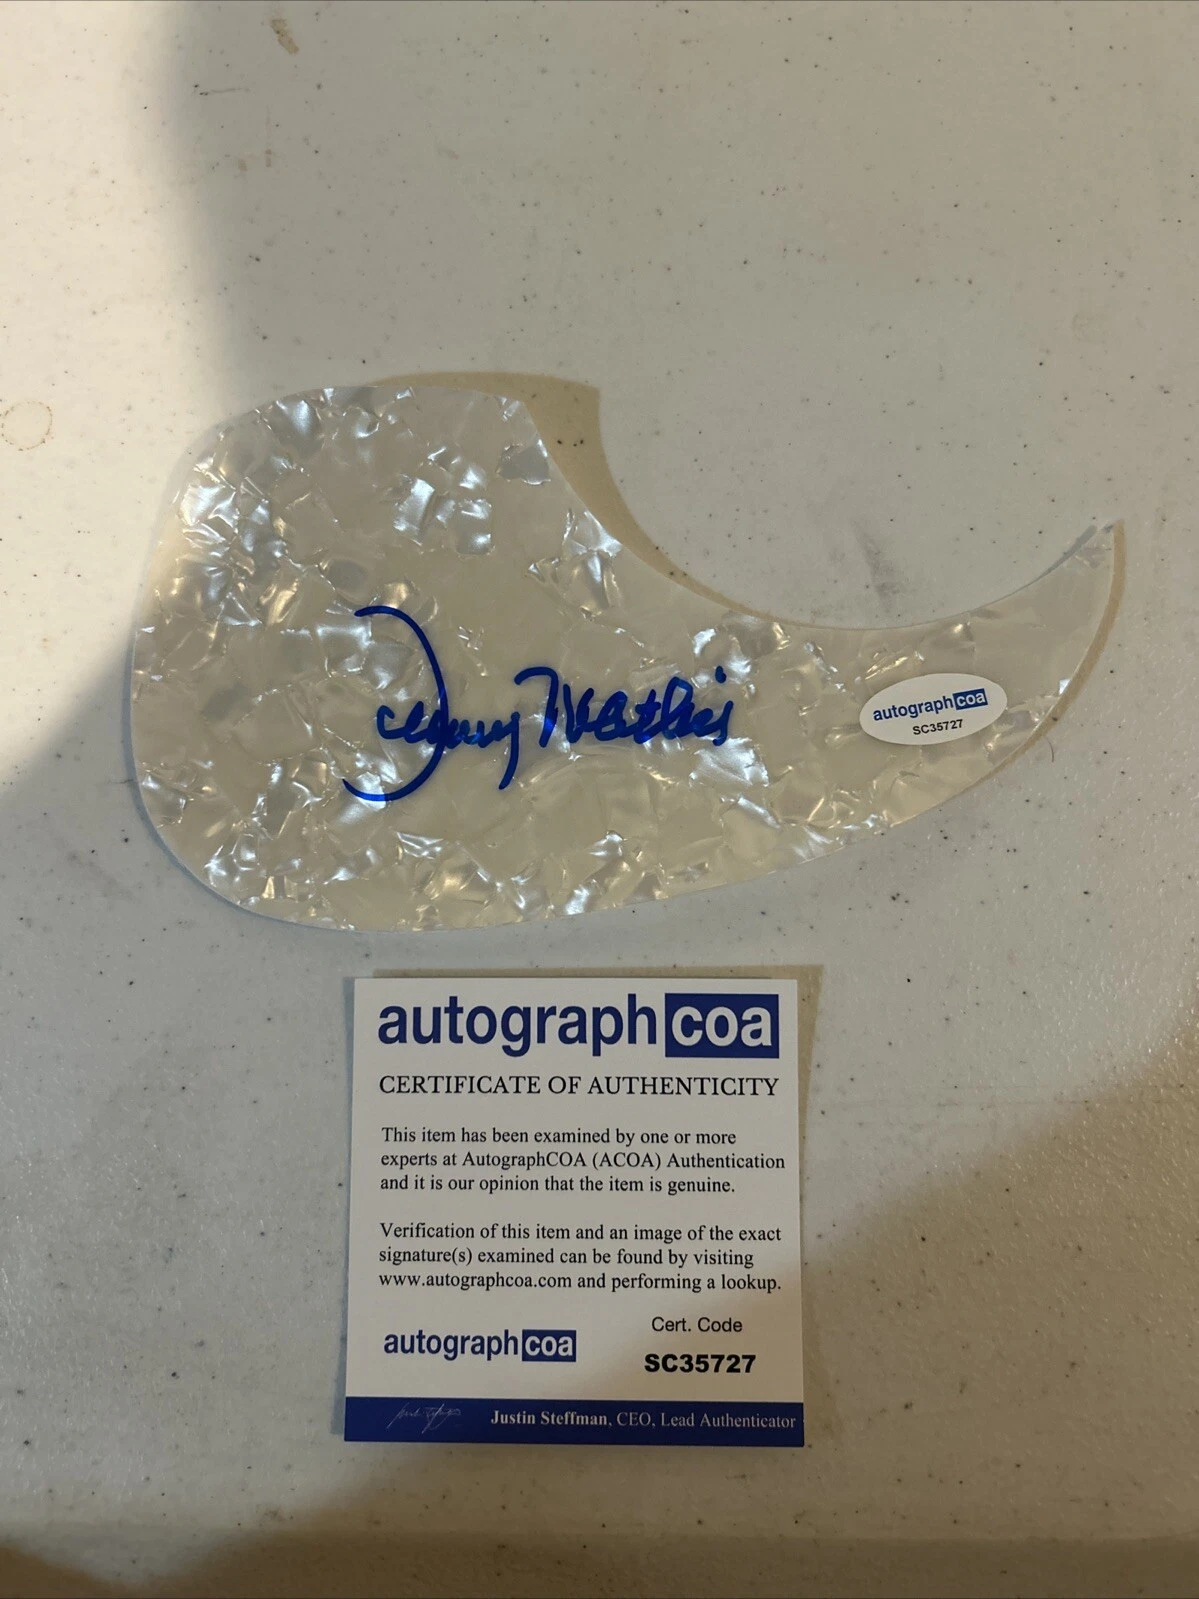 Johnny Mathis
autographcoa
SC35727
autographcoa
CERTIFICATE OF AUTHENTICITY
This item has been examined by one or more
experts at AutographCOA (ACOA) Authentication
and it is our opinion that the item is genuine.
Verification of this item and an image of the exact
signature(s) examined can be found by visiting
www.autographcoa.com and performing a lookup.
Cert. Code
autographcoa
SC35727
Justin Steffman, CEO, Lead Authenticator